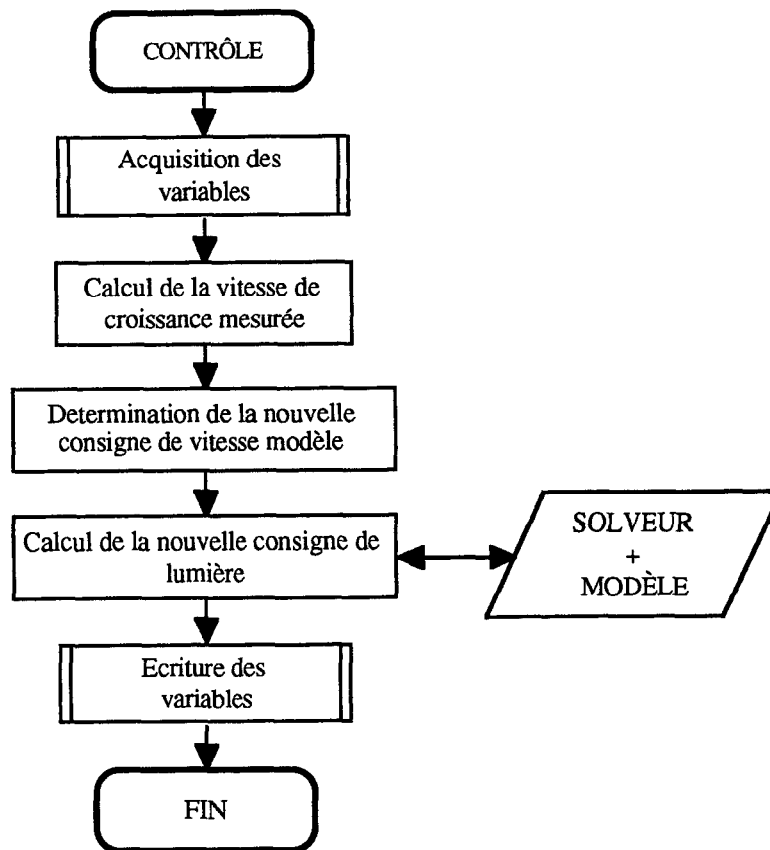 CONTRÔLE
Acquisition des
variables
Calcul de la vitesse de
croissance mesurée
Determination de la nouvelle
consigne de vitesse modèle
Calcul de la nouvelle consigne de
lumière
SOLVEUR
+
MODÈLE
Ecriture des
variables
FIN